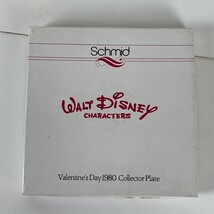 Schmid
WALT DISNEY
CHARACTERS
Valentine's Day 1980 Collector Plate